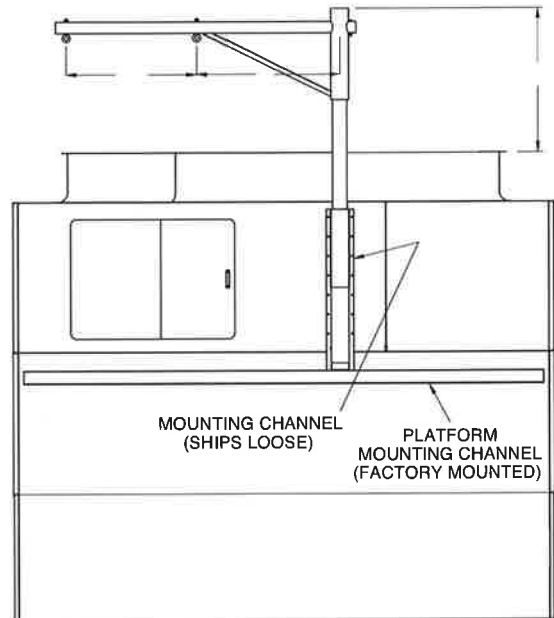 MOUNTING CHANNEL
(SHIPS LOOSE)
PLATFORM
MOUNTING CHANNEL
(FACTORY MOUNTED)